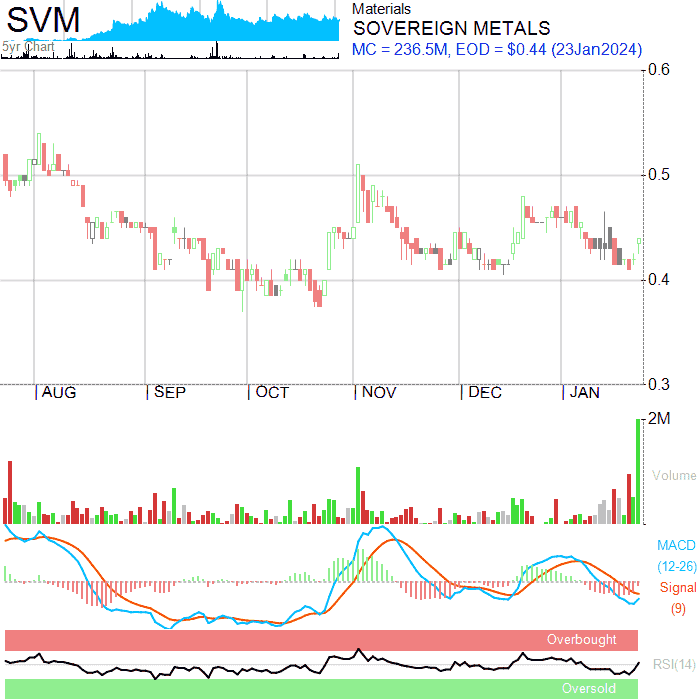 SVM
5yr Chart
Materials
SOVEREIGN METALS
MC = 236.5M, EOD = $0.44 (23Jan2024)
0.6
0.5
0.4
0.3
AUG SEP OCT NOV DEC JAN
2M
Volume
MACD
(12-26)
Signal
(9)
Overbought
RSI(14)
Oversold